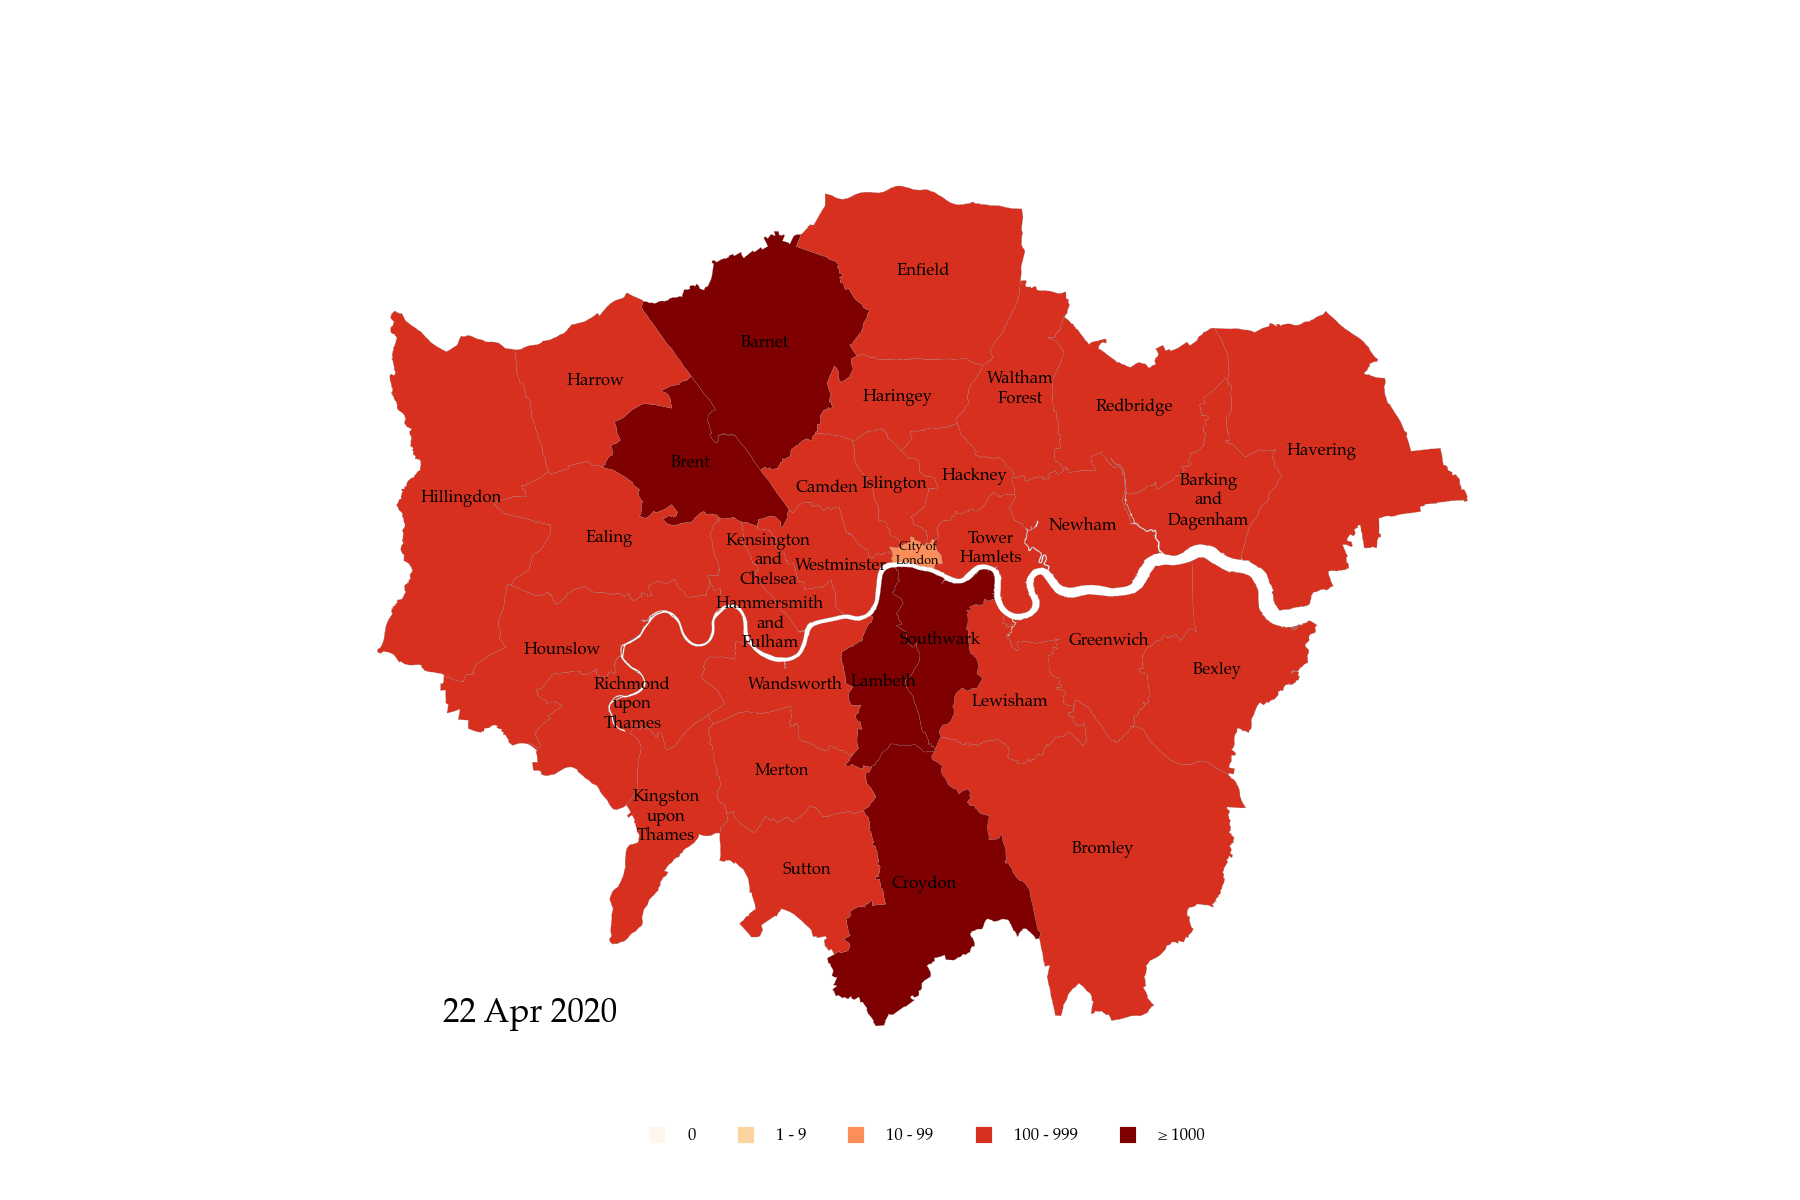 Enfield
Barnet
Harrow
Waltham
Forest
Haringey
Redbridge
Havering
Brent
Hackney
Islington
Camden
Hillingdon
Barking
and
Dagenham
Newham
Ealing
Tower
Hamlets
City of
London
Kensington
and
Chelsea
Westminster
Hammersmith
and
Fulham
Southwark
Greenwich
Hounslow
Bexley
Richmond
upon
Thames
Wandsworth
Lambeth
Lewisham
Merton
Kingston
upon
Thames
Bromley
Sutton
Croydon
22 Apr 2020
0
1 - 9
10 - 99
100 - 999
≥ 1000